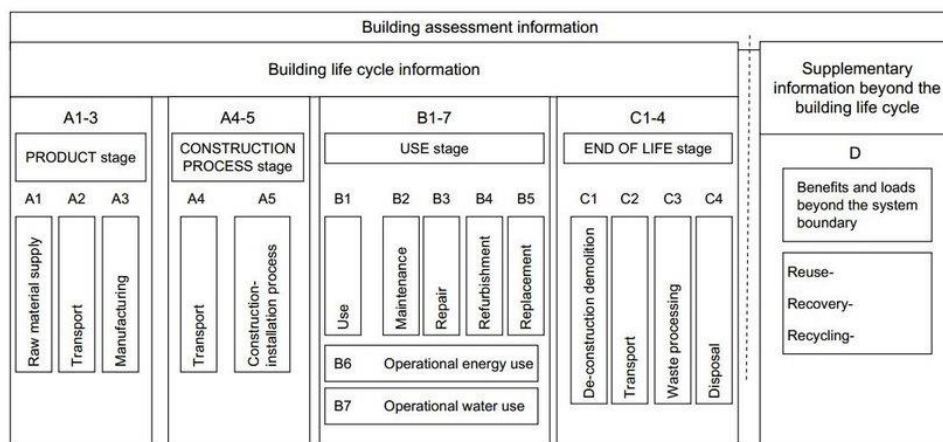 Building assessment information
Building life cycle information
Supplementary
information beyond the
building life cycle
A1-3
A4-5
B1-7
C1-4
D
PRODUCT stage
CONSTRUCTION
PROCESS stage
USE stage
END OF LIFE stage
Benefits and loads
beyond the system
boundary
A1
A2
A3
A4
A5
B1
B2
B3
B4
B5
C1
C2
C3
C4
Raw material supply
Transport
Manufacturing
Transport
Construction-
installation process
Use
Maintenance
Repair
Refurbishment
Replacement
De-construction demolition
Transport
Waste processing
Disposal
B6 Operational energy use
B7 Operational water use
Reuse-
Recovery-
Recycling-